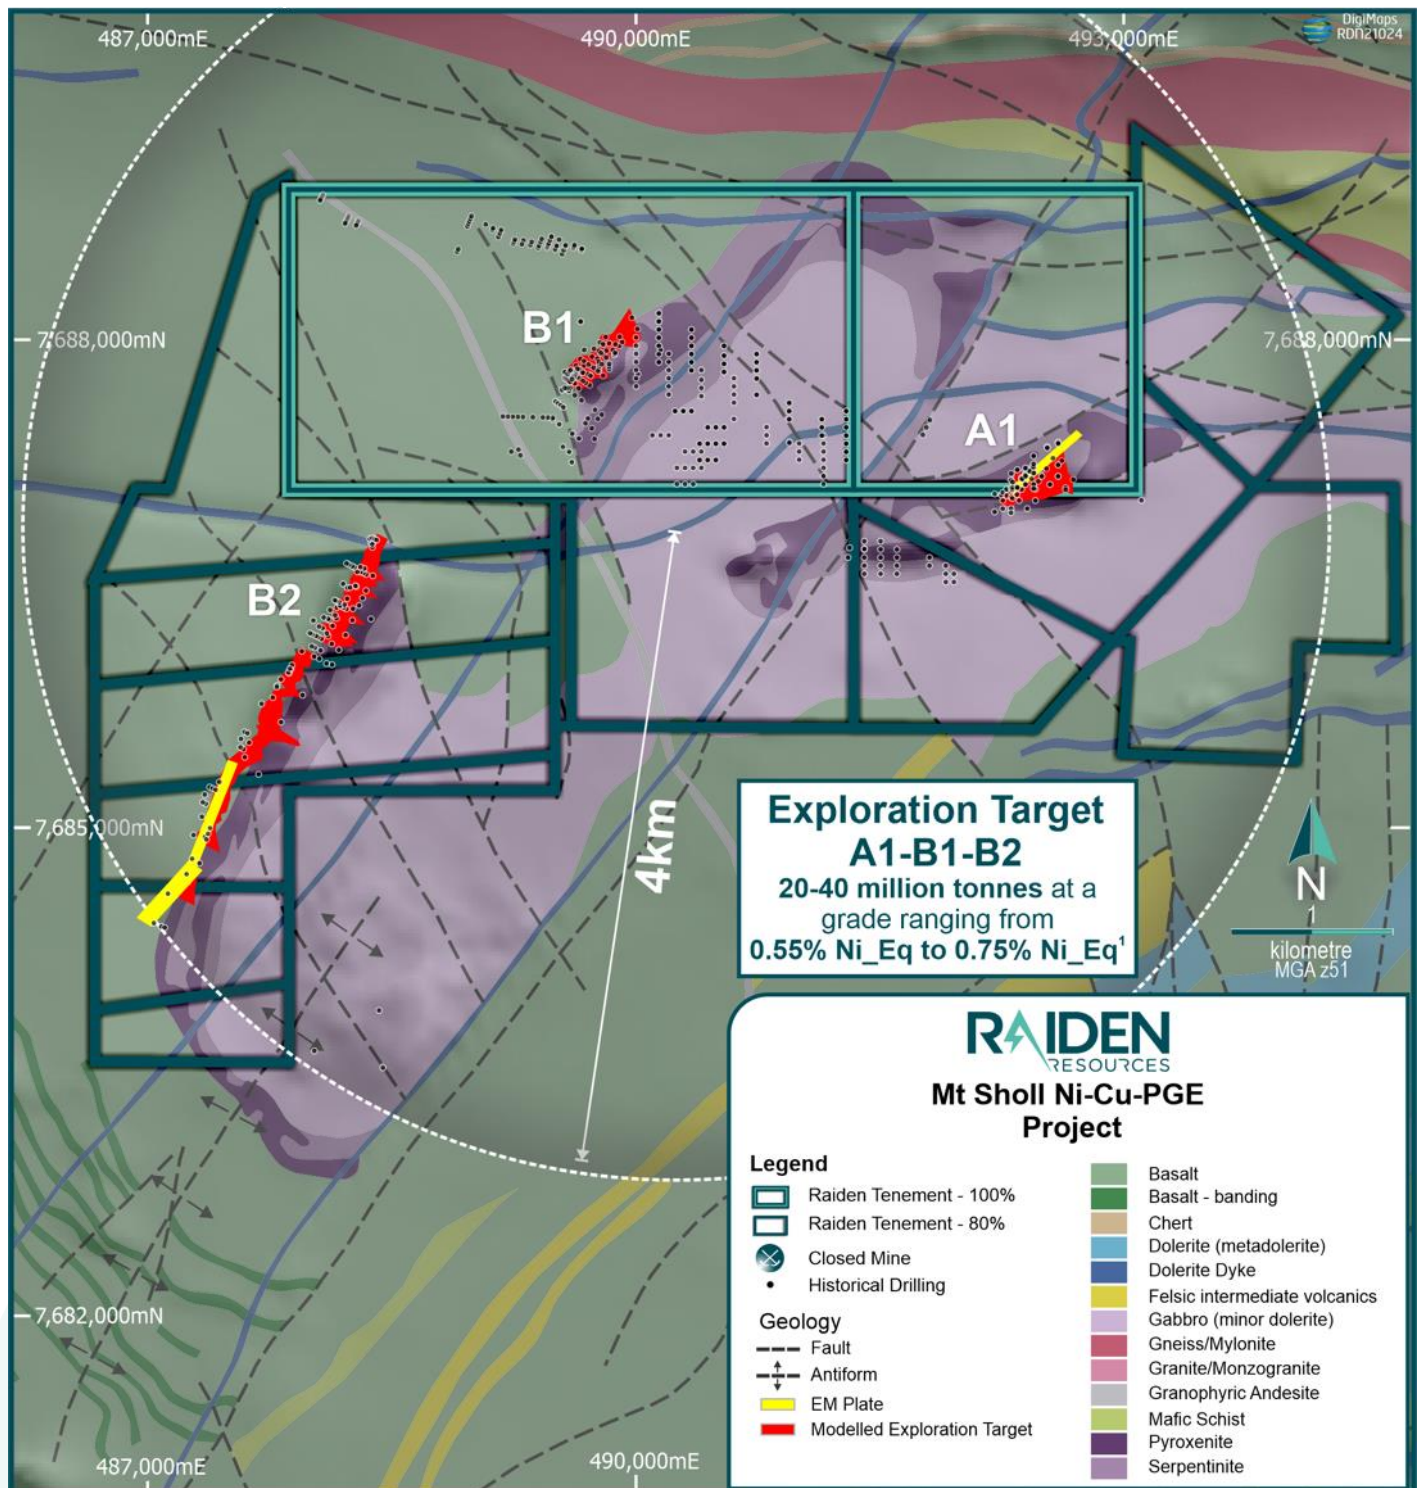 487,000mE
490,000mE
493,000mE
DigiMaps
RDN21024
B1
7,688,000mN
7,688,000mN
A1
B2
4km
7,685,000mN
Exploration Target
A1-B1-B2
20-40 million tonnes at a
grade ranging from
0.55% Ni_Eq to 0.75% Ni_Eq¹
N
1
kilometre
MGA z51
RAIDEN
RESOURCES
Mt Sholl Ni-Cu-PGE
Project
Legend
Raiden Tenement - 100%
Raiden Tenement - 80%
Closed Mine
Historical Drilling
Geology
Fault
Antiform
EM Plate
Modelled Exploration Target
Basalt
Basalt - banding
Chert
Dolerite (metadolerite)
Dolerite Dyke
Felsic intermediate volcanics
Gabbro (minor dolerite)
Gneiss/Mylonite
Granite/Monzogranite
Granophyric Andesite
Mafic Schist
Pyroxenite
Serpentinite
7,682,000mN
487,000mE
490,000mE